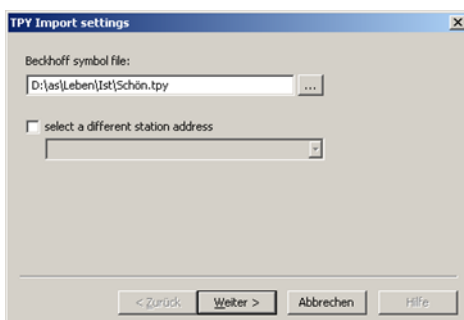 TPY Import settings
Beckhoff symbol file:
D:\as\Leben\Ist\Schön.tpy
...
select a different station address
< Zurück
Weiter >
Abbrechen
Hilfe